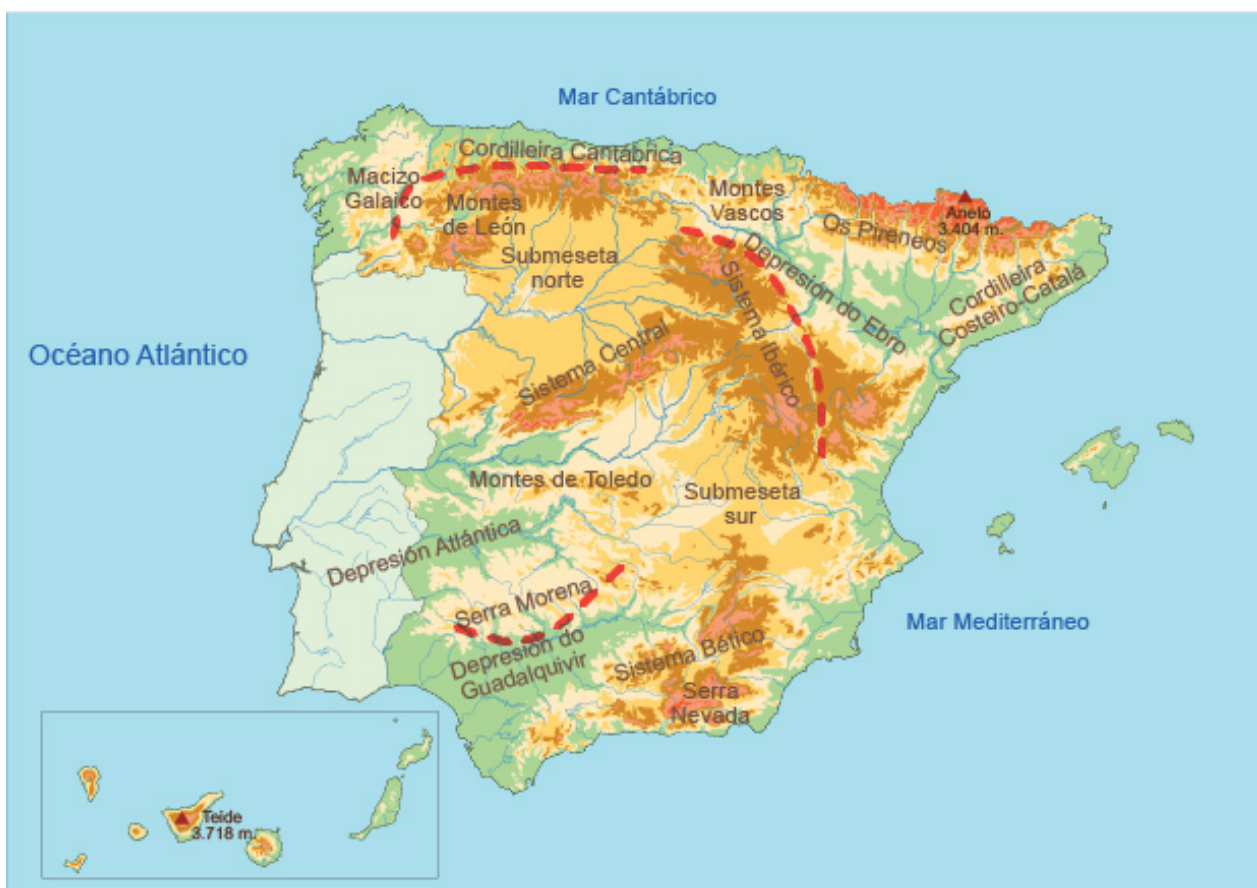 Mar Cantábrico
Cordilleira Cantábrica
Macizo
Galaico
Montes
de León
Montes
Vascos
Aneto
3.404 m.
Os Pireneos
Submeseta
norte
Depresión do Ebro
Cordilleira
Costeiro-Catalá
Sistema Ibérico
Océano Atlántico
Sistema Central
Montes de Toledo
Submeseta
sur
Depresión Atlántica
Serra Morena
Mar Mediterráneo
Depresión do
Guadalquivir
Sistema Bético
Serra
Nevada
Teide
3.718 m.